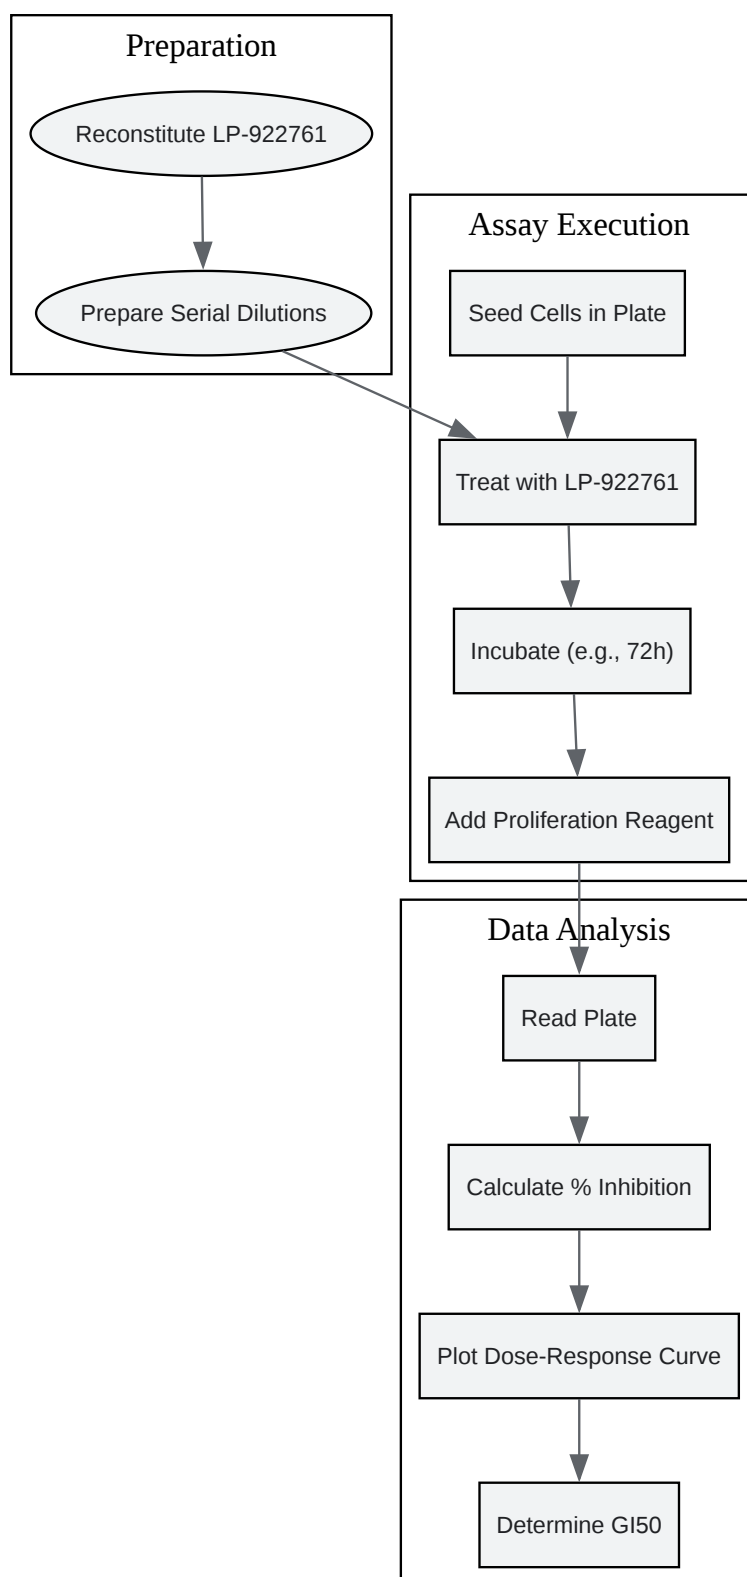 Preparation
Reconstitute LP-922761
Prepare Serial Dilutions
Assay Execution
Seed Cells in Plate
Treat with LP-922761
Incubate (e.g., 72h)
Add Proliferation Reagent
Data Analysis
Read Plate
Calculate % Inhibition
Plot Dose-Response Curve
Determine GI50